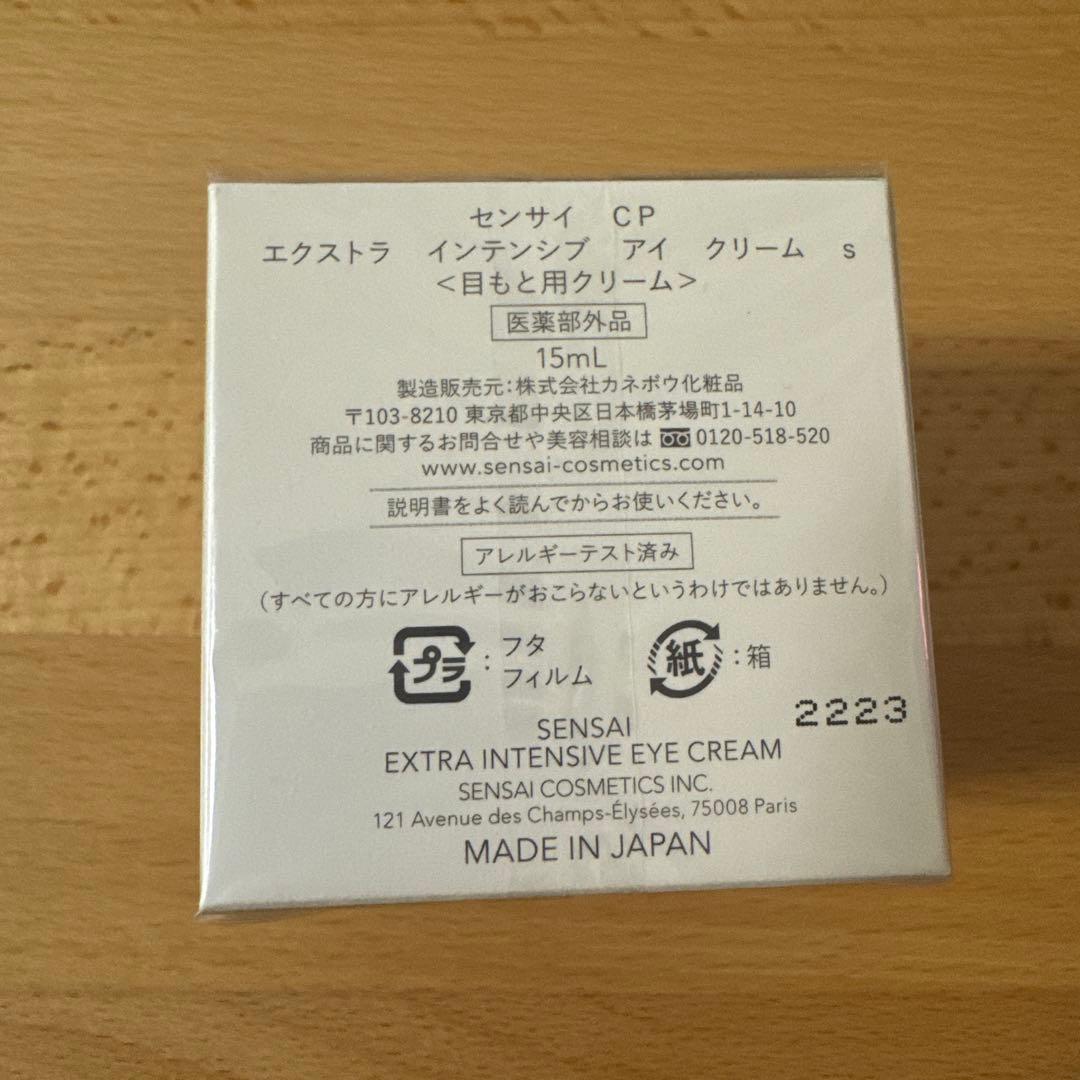 センサイ CP
エクストラ インテンシブ アイ クリーム s
<目もと用クリーム>
医薬部外品
15mL
製造販売元:株式会社カネボウ化粧品
〒103-8210 東京都中央区日本橋茅場町1-14-10
商品に関するお問合せや美容相談は 0120-518-520
www.sensai-cosmetics.com
説明書をよく読んでからお使いください。
アレルギーテスト済み
(すべての方にアレルギーがおこらないというわけではありません。)
プラ : フタ
フィルム
紙 : 箱
2223
SENSAI
EXTRA INTENSIVE EYE CREAM
SENSAI COSMETICS INC.
121 Avenue des Champs-Élysées, 75008 Paris
MADE IN JAPAN